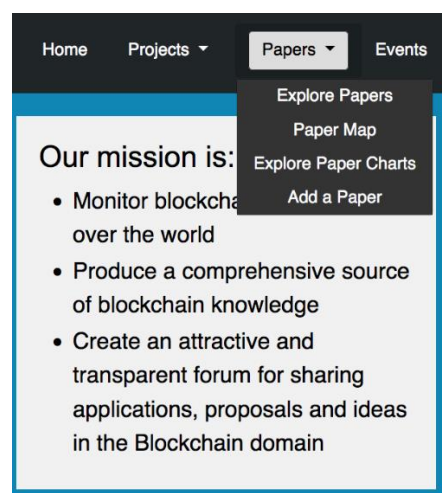 Home Projects Papers Events
Explore Papers
Paper Map
Explore Paper Charts
Add a Paper
Our mission is:
• Monitor blockcha
over the world
• Produce a comprehensive source
of blockchain knowledge
• Create an attractive and
transparent forum for sharing
applications, proposals and ideas
in the Blockchain domain